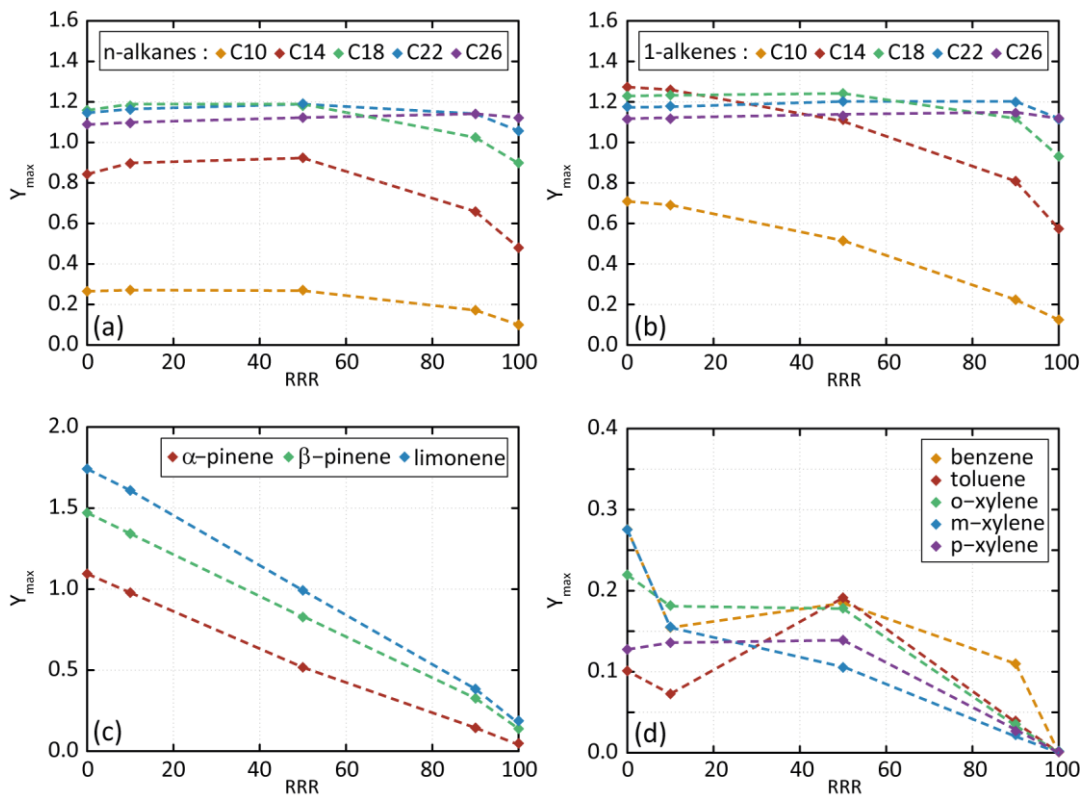 n-alkanes : C10 C14 C18 C22 C26
1.6
1.4
1.2
1.0
0.8
0.6
0.4
0.2
0.0
Ymax
(a)
0 20 40 60 80 100
RRR
1-alkenes : C10 C14 C18 C22 C26
1.6
1.4
1.2
1.0
0.8
0.6
0.4
0.2
0.0
Ymax
(b)
0 20 40 60 80 100
RRR
α-pinene β-pinene limonene
2.0
1.5
1.0
0.5
0.0
Ymax
(c)
0 20 40 60 80 100
RRR
benzene
toluene
o-xylene
m-xylene
p-xylene
0.4
0.3
0.2
0.1
0.0
Ymax
(d)
0 20 40 60 80 100
RRR